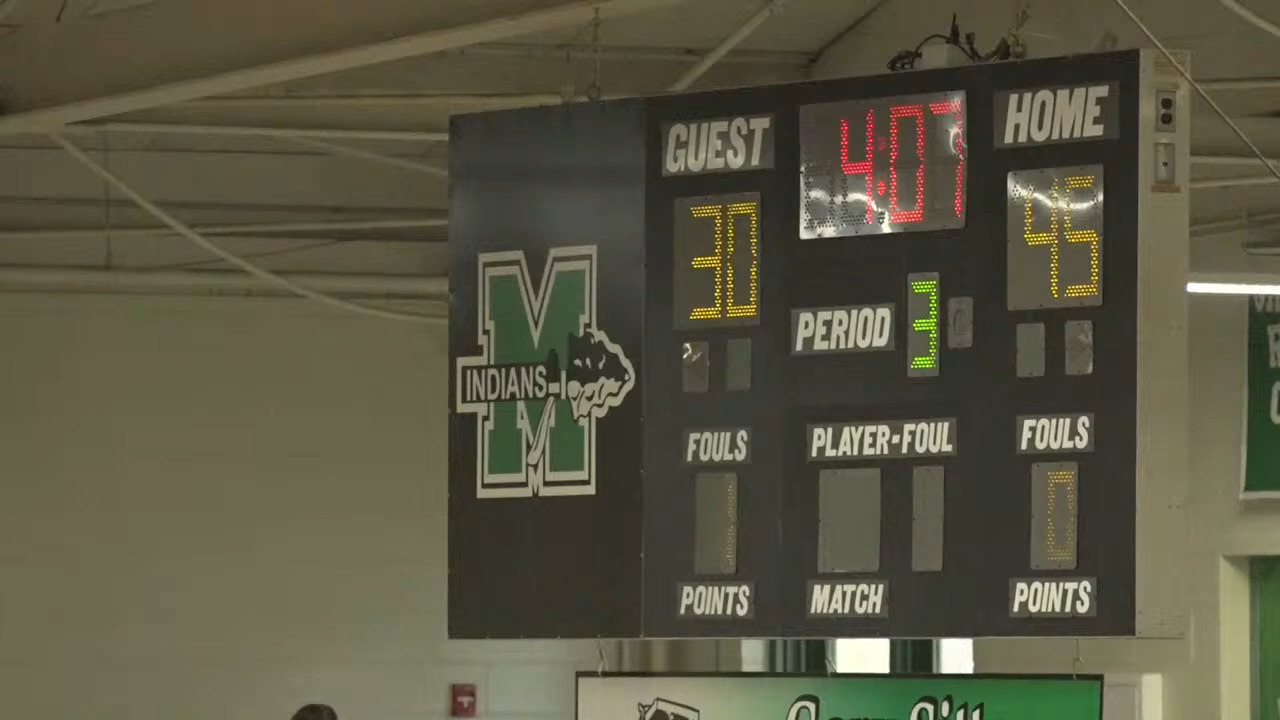 GUEST
4:07
HOME
30
45
PERIOD
3
INDIANS
FOULS
PLAYER-FOUL
FOULS
1
0
POINTS
MATCH
POINTS